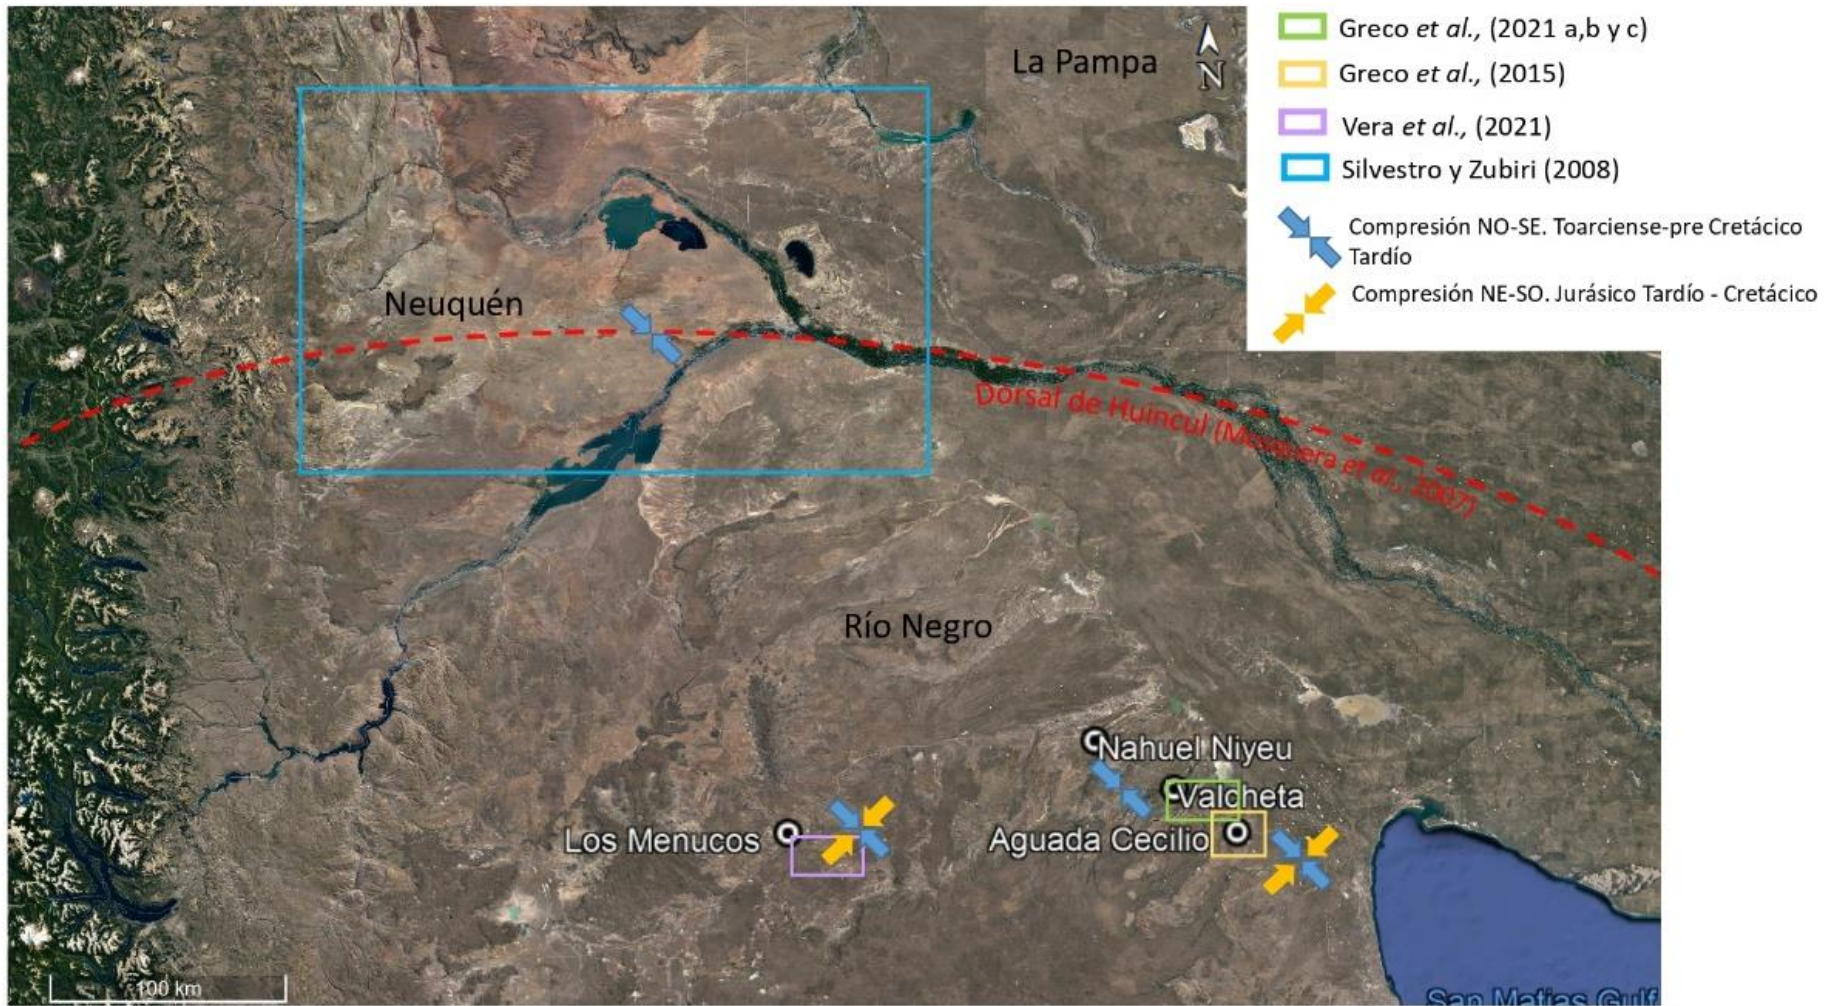 La Pampa
N
Greco et al., (2021 a,b y c)
Greco et al., (2015)
Vera et al., (2021)
Silvestro y Zubiri (2008)
Compresión NO-SE. Toarciense-pre Cretácico
Tardío
Compresión NE-SO. Jurásico Tardío - Cretácico
Neuquén
Dorsal de Huincul (Mosquera et al., 2007)
Río Negro
Nahuel Niyeu
Valcheta
Los Menucos
Aguada Cecilio
100 km
San Matias Gulf